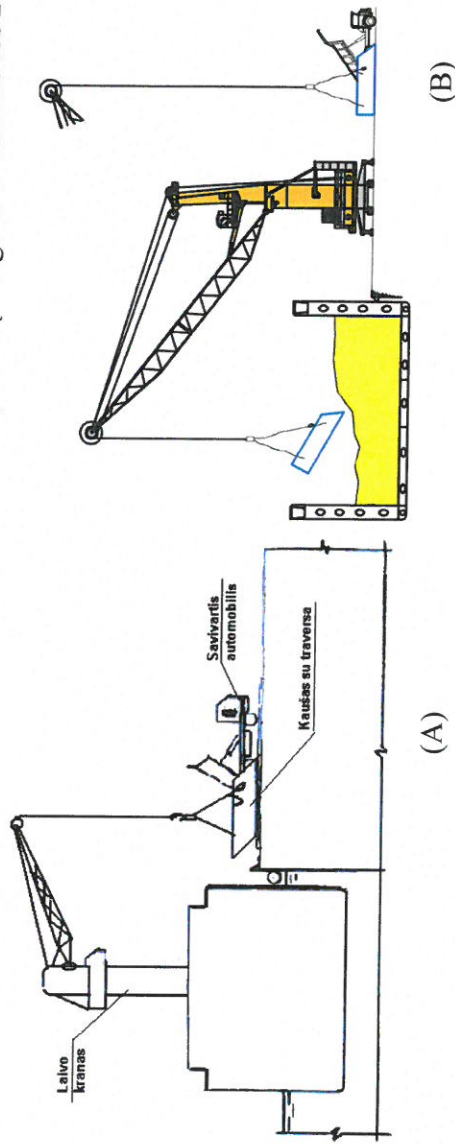 Laivo
kranas
Savivartis
automobilis
Kaušas su traversa
(A)
(B)